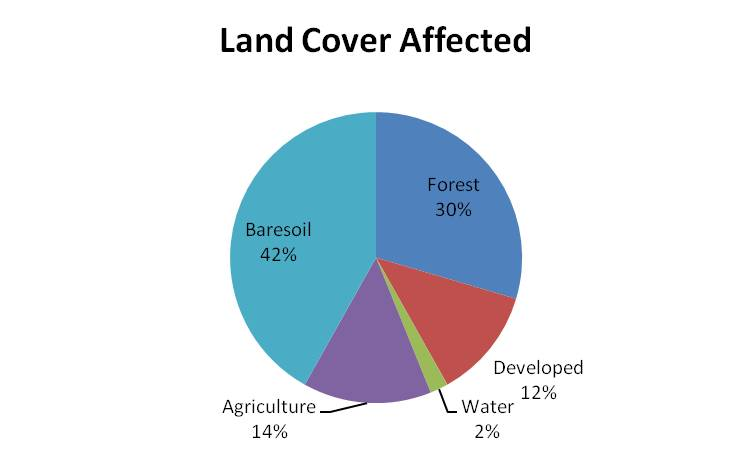 Land Cover Affected
Forest
30%
Baresoil
42%
Developed
12%
Agriculture
14%
Water
2%